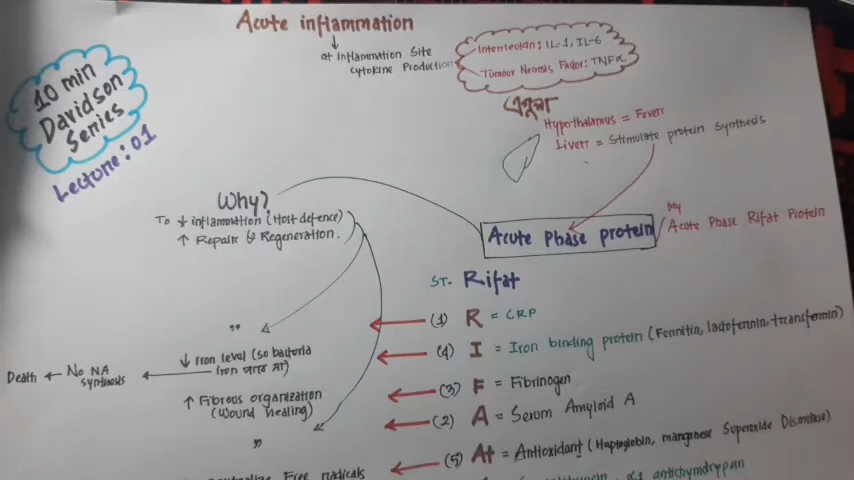 Acute inflammation
at Inflammation Site
Cytokine Production
Interleukin: IL-1, IL-6
Tumour Necrosis Factor: TNFα
10 min
Davidson
Series
Lecture: 01
Hypothalamus = Fever
Liver = Stimulate protein Synthesis
Why?
To ↓ inflammation (Host defence)
↑ Repair & Regeneration.
Acute Phase protein
My
Acute Phase Rifat Protein
ST. Rifat
(1) R = CRP
(4) I = Iron binding protein (Ferritin, lactoferrin, transferrin)
(3) F = Fibrinogen
(2) A = Serum Amyloid A
(5) At = Antioxidant (Haptoglobin, manganese Superoxide Dismutase)
"
↓ Iron level (so bacteria
iron পাবে না)
No NA
synthesis
Death
↑ Fibrous organization
(Wound healing)
"
Free radicals
α1 antichymotrypsin